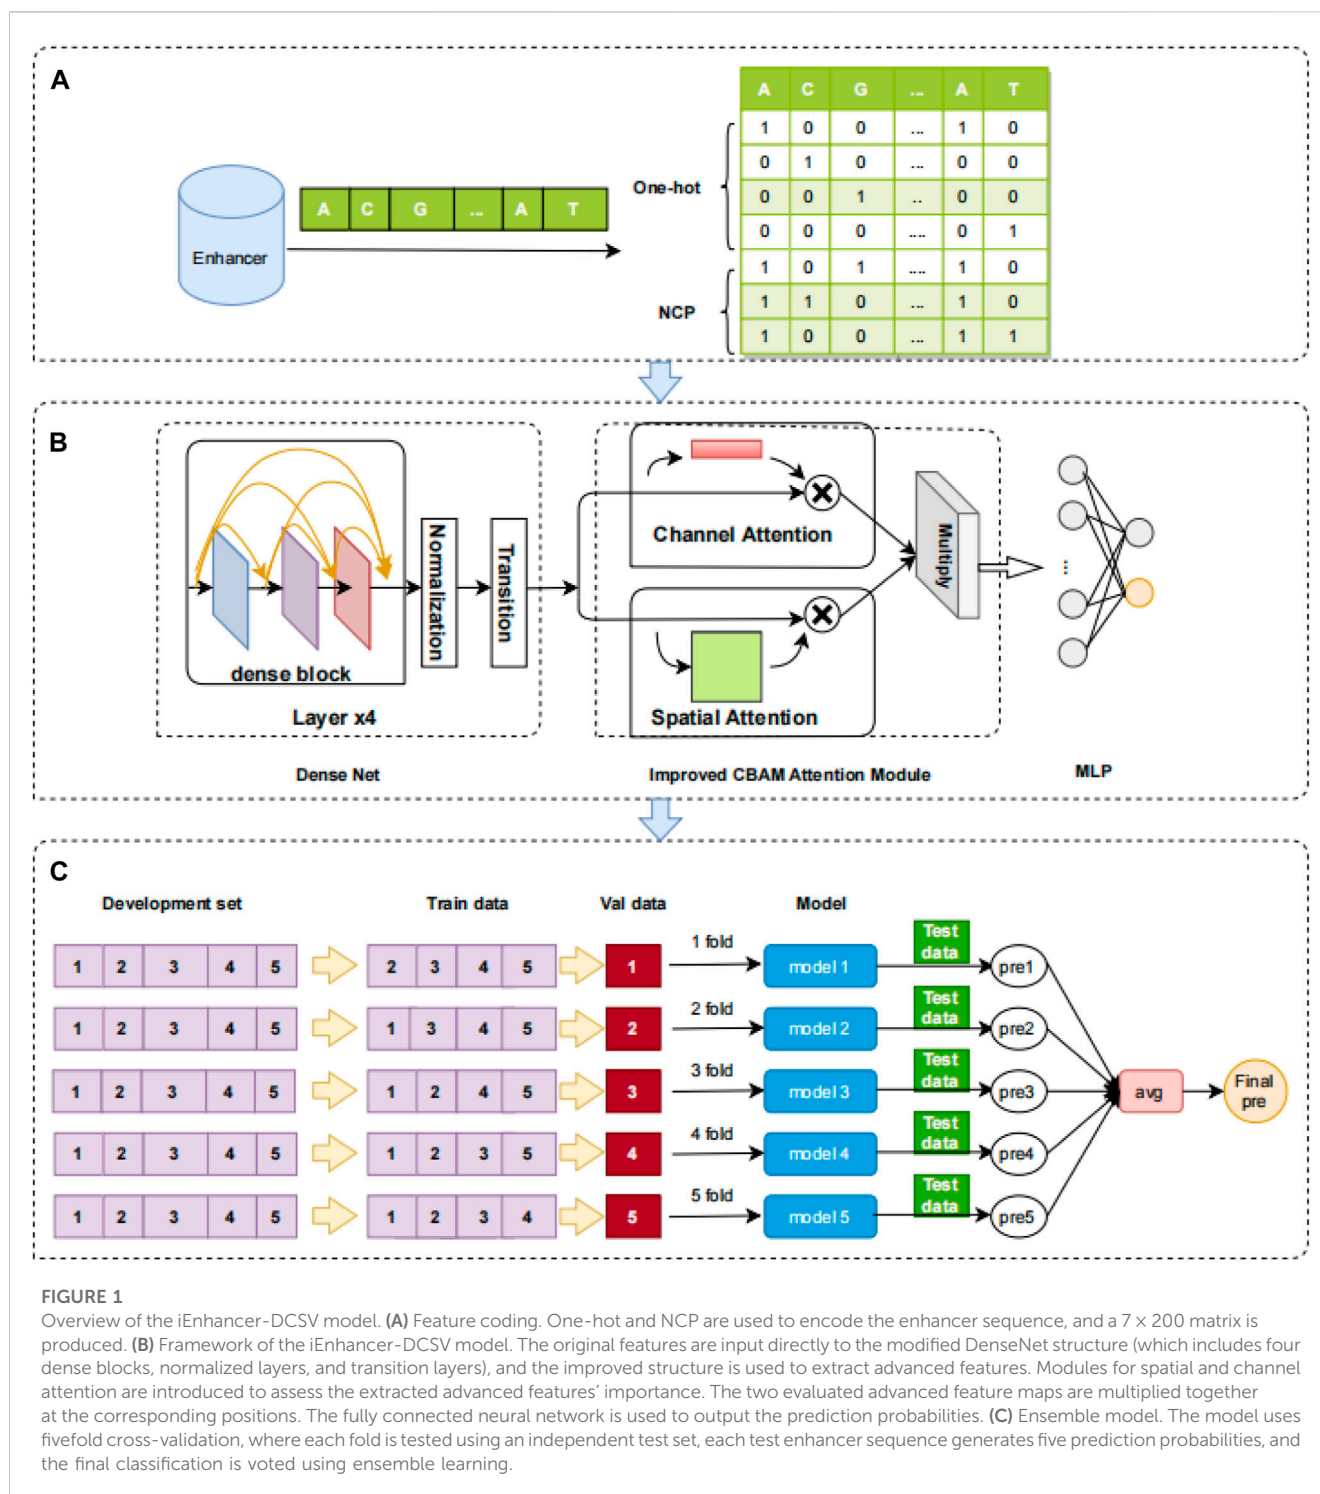 A
A C G ... A T
Enhancer
A C G ... A T
One-hot
1 0 0 ... 1 0
0 1 0 ... 0 0
0 0 1 .. 0 0
0 0 0 .... 0 1
NCP
1 0 1 .... 1 0
1 1 0 ... 1 0
1 0 0 ... 1 1
B
dense block
Layer x4
Normalization
Transition
Dense Net
Channel Attention
Spatial Attention
Multiply
Improved CBAM Attention Module
...
MLP
C
Development set Train data Val data Model
1 2 3 4 5 2 3 4 5 1 1 fold model 1 Test data pre1
1 2 3 4 5 1 3 4 5 2 2 fold model 2 Test data pre2
1 2 3 4 5 1 2 4 5 3 3 fold model 3 Test data pre3
1 2 3 4 5 1 2 3 5 4 4 fold model 4 Test data pre4
1 2 3 4 5 1 2 3 4 5 5 fold model 5 Test data pre5
avg
Final
pre
FIGURE 1
Overview of the iEnhancer-DCSV model. (A) Feature coding. One-hot and NCP are used to encode the enhancer sequence, and a 7 × 200 matrix is
produced. (B) Framework of the iEnhancer-DCSV model. The original features are input directly to the modified DenseNet structure (which includes four
dense blocks, normalized layers, and transition layers), and the improved structure is used to extract advanced features. Modules for spatial and channel
attention are introduced to assess the extracted advanced features' importance. The two evaluated advanced feature maps are multiplied together
at the corresponding positions. The fully connected neural network is used to output the prediction probabilities. (C) Ensemble model. The model uses
fivefold cross-validation, where each fold is tested using an independent test set, each test enhancer sequence generates five prediction probabilities, and
the final classification is voted using ensemble learning.